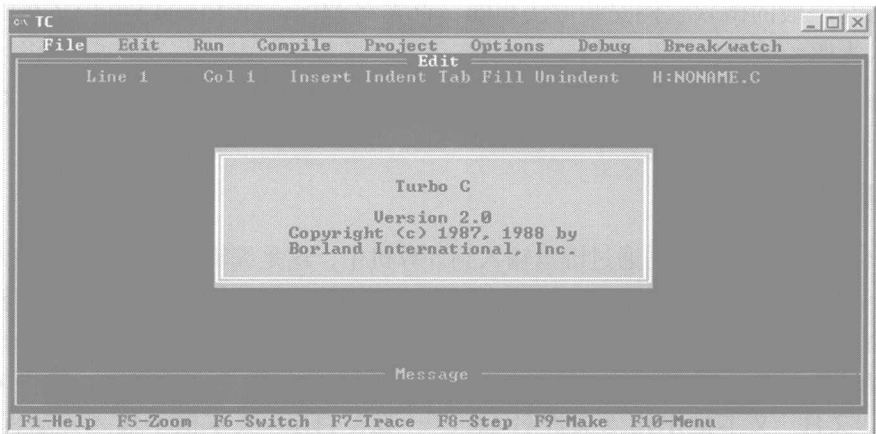 C:\ TC
File Edit Run Compile Project Options Debug Break/watch
Edit
Line 1 Col 1 Insert Indent Tab Fill Unindent H:NONAME.C
Turbo C
Version 2.0
Copyright (c) 1987, 1988 by
Borland International, Inc.
Message
F1-Help F5-Zoom F6-Switch F7-Trace F8-Step F9-Make F10-Menu